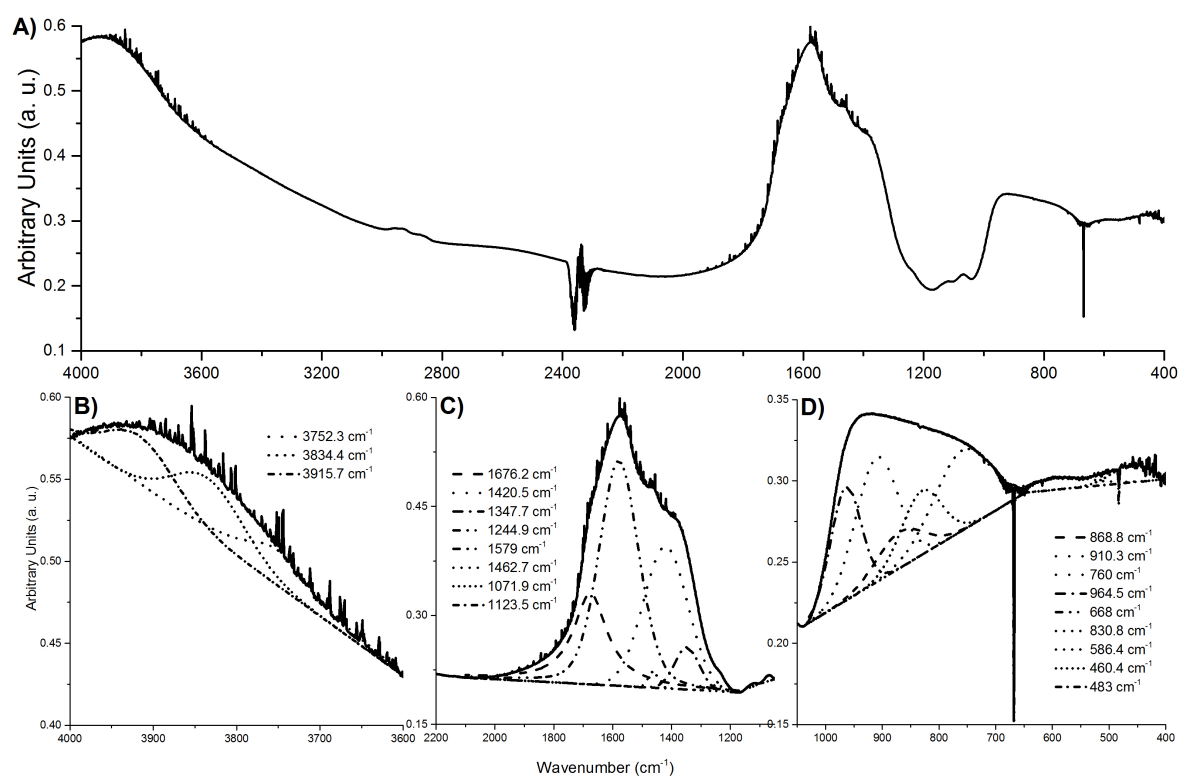 A)
Arbitrary Units (a. u.)
0.6
0.5
0.4
0.3
0.2
0.1
4000 3600 3200 2800 2400 2000 1600 1200 800 400
B)
Arbitrary Units (a. u.)
0.60
0.55
0.50
0.45
0.40
3752.3 cm-1
3834.4 cm-1
3915.7 cm-1
4000 3900 3800 3700 3600
C)
0.60
0.45
0.30
0.15
1676.2 cm-1
1420.5 cm-1
1347.7 cm-1
1244.9 cm-1
1579 cm-1
1462.7 cm-1
1071.9 cm-1
1123.5 cm-1
2200 2000 1800 1600 1400 1200
D)
0.35
0.30
0.25
0.20
0.15
868.8 cm-1
910.3 cm-1
760 cm-1
964.5 cm-1
668 cm-1
830.8 cm-1
586.4 cm-1
460.4 cm-1
483 cm-1
1000 900 800 700 600 500 400
Wavenumber (cm-1)